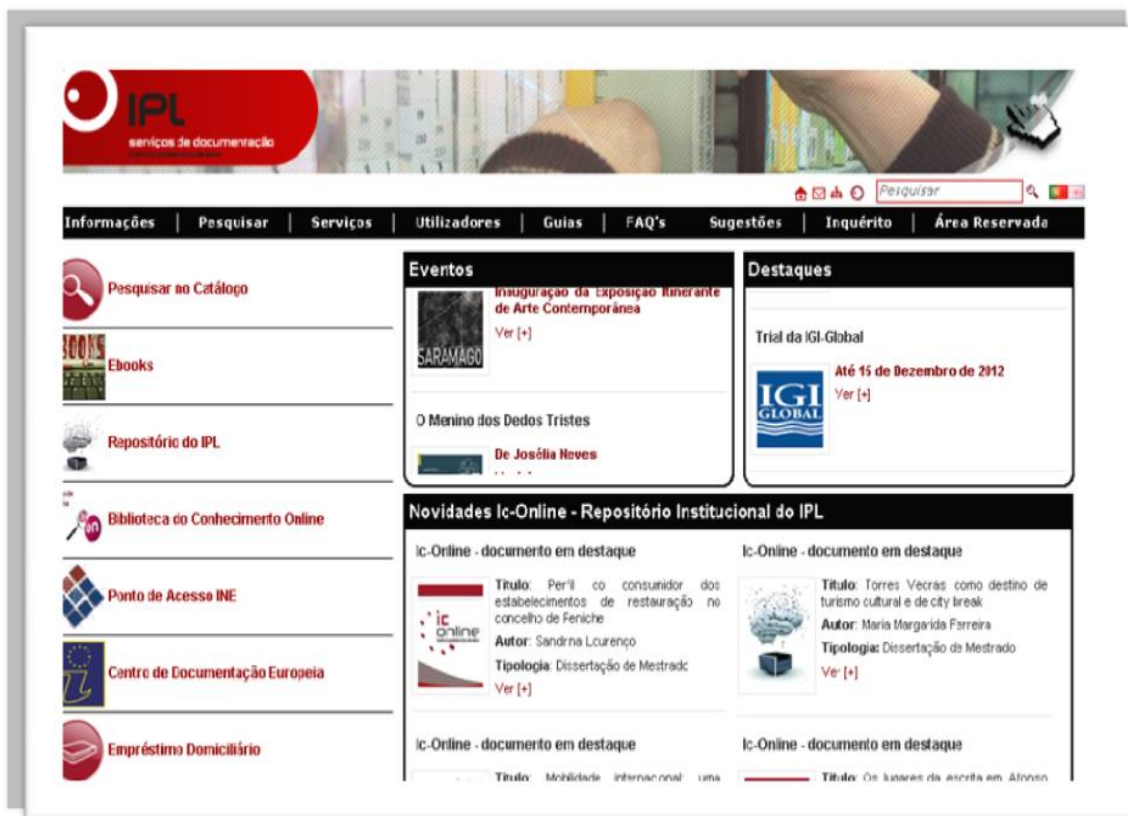 IPL
serviços de documentação
Pesquisar
Informações | Pesquisar | Serviços | Utilizadores | Guias | FAQ's Sugestões | Inquérito | Área Reservada
Pesquisar no Catálogo
Ebooks
Repositório do IPL
Biblioteca do Conhecimento Online
Ponto de Acesso INE
Centro de Documentação Europeia
Empréstimo Domiciliário
Eventos
Inauguração da Exposição Itinerante
de Arte Contemporânea
Ver [+]
SARAMAGO
O Menino dos Dedos Tristes
De Josélia Neves
Destaques
Trial da IGI-Global
Até 15 de Dezembro de 2012
Ver [+]
IGI
GLOBAL
Novidades Ic-Online - Repositório Institucional do IPL
Ic-Online - documento em destaque
ic
online
Título: Perfil co consumidor dos
estabelecimentos de restauração no
concelho de Peniche
Autor: Sandrina Lourenço
Tipologia: Dissertação de Mestrado
Ver [+]
Ic-Online - documento em destaque
Título: Torres Vecras como destino de
turismo cultural e de city break
Autor: Maria Margarida Ferreira
Tipologia: Dissertação de Mestrado
Ver [+]
Ic-Online - documento em destaque
Título: Mobilidade internacional: uma
Ic-Online - documento em destaque
Título: Os lugares da escrita em Afonso